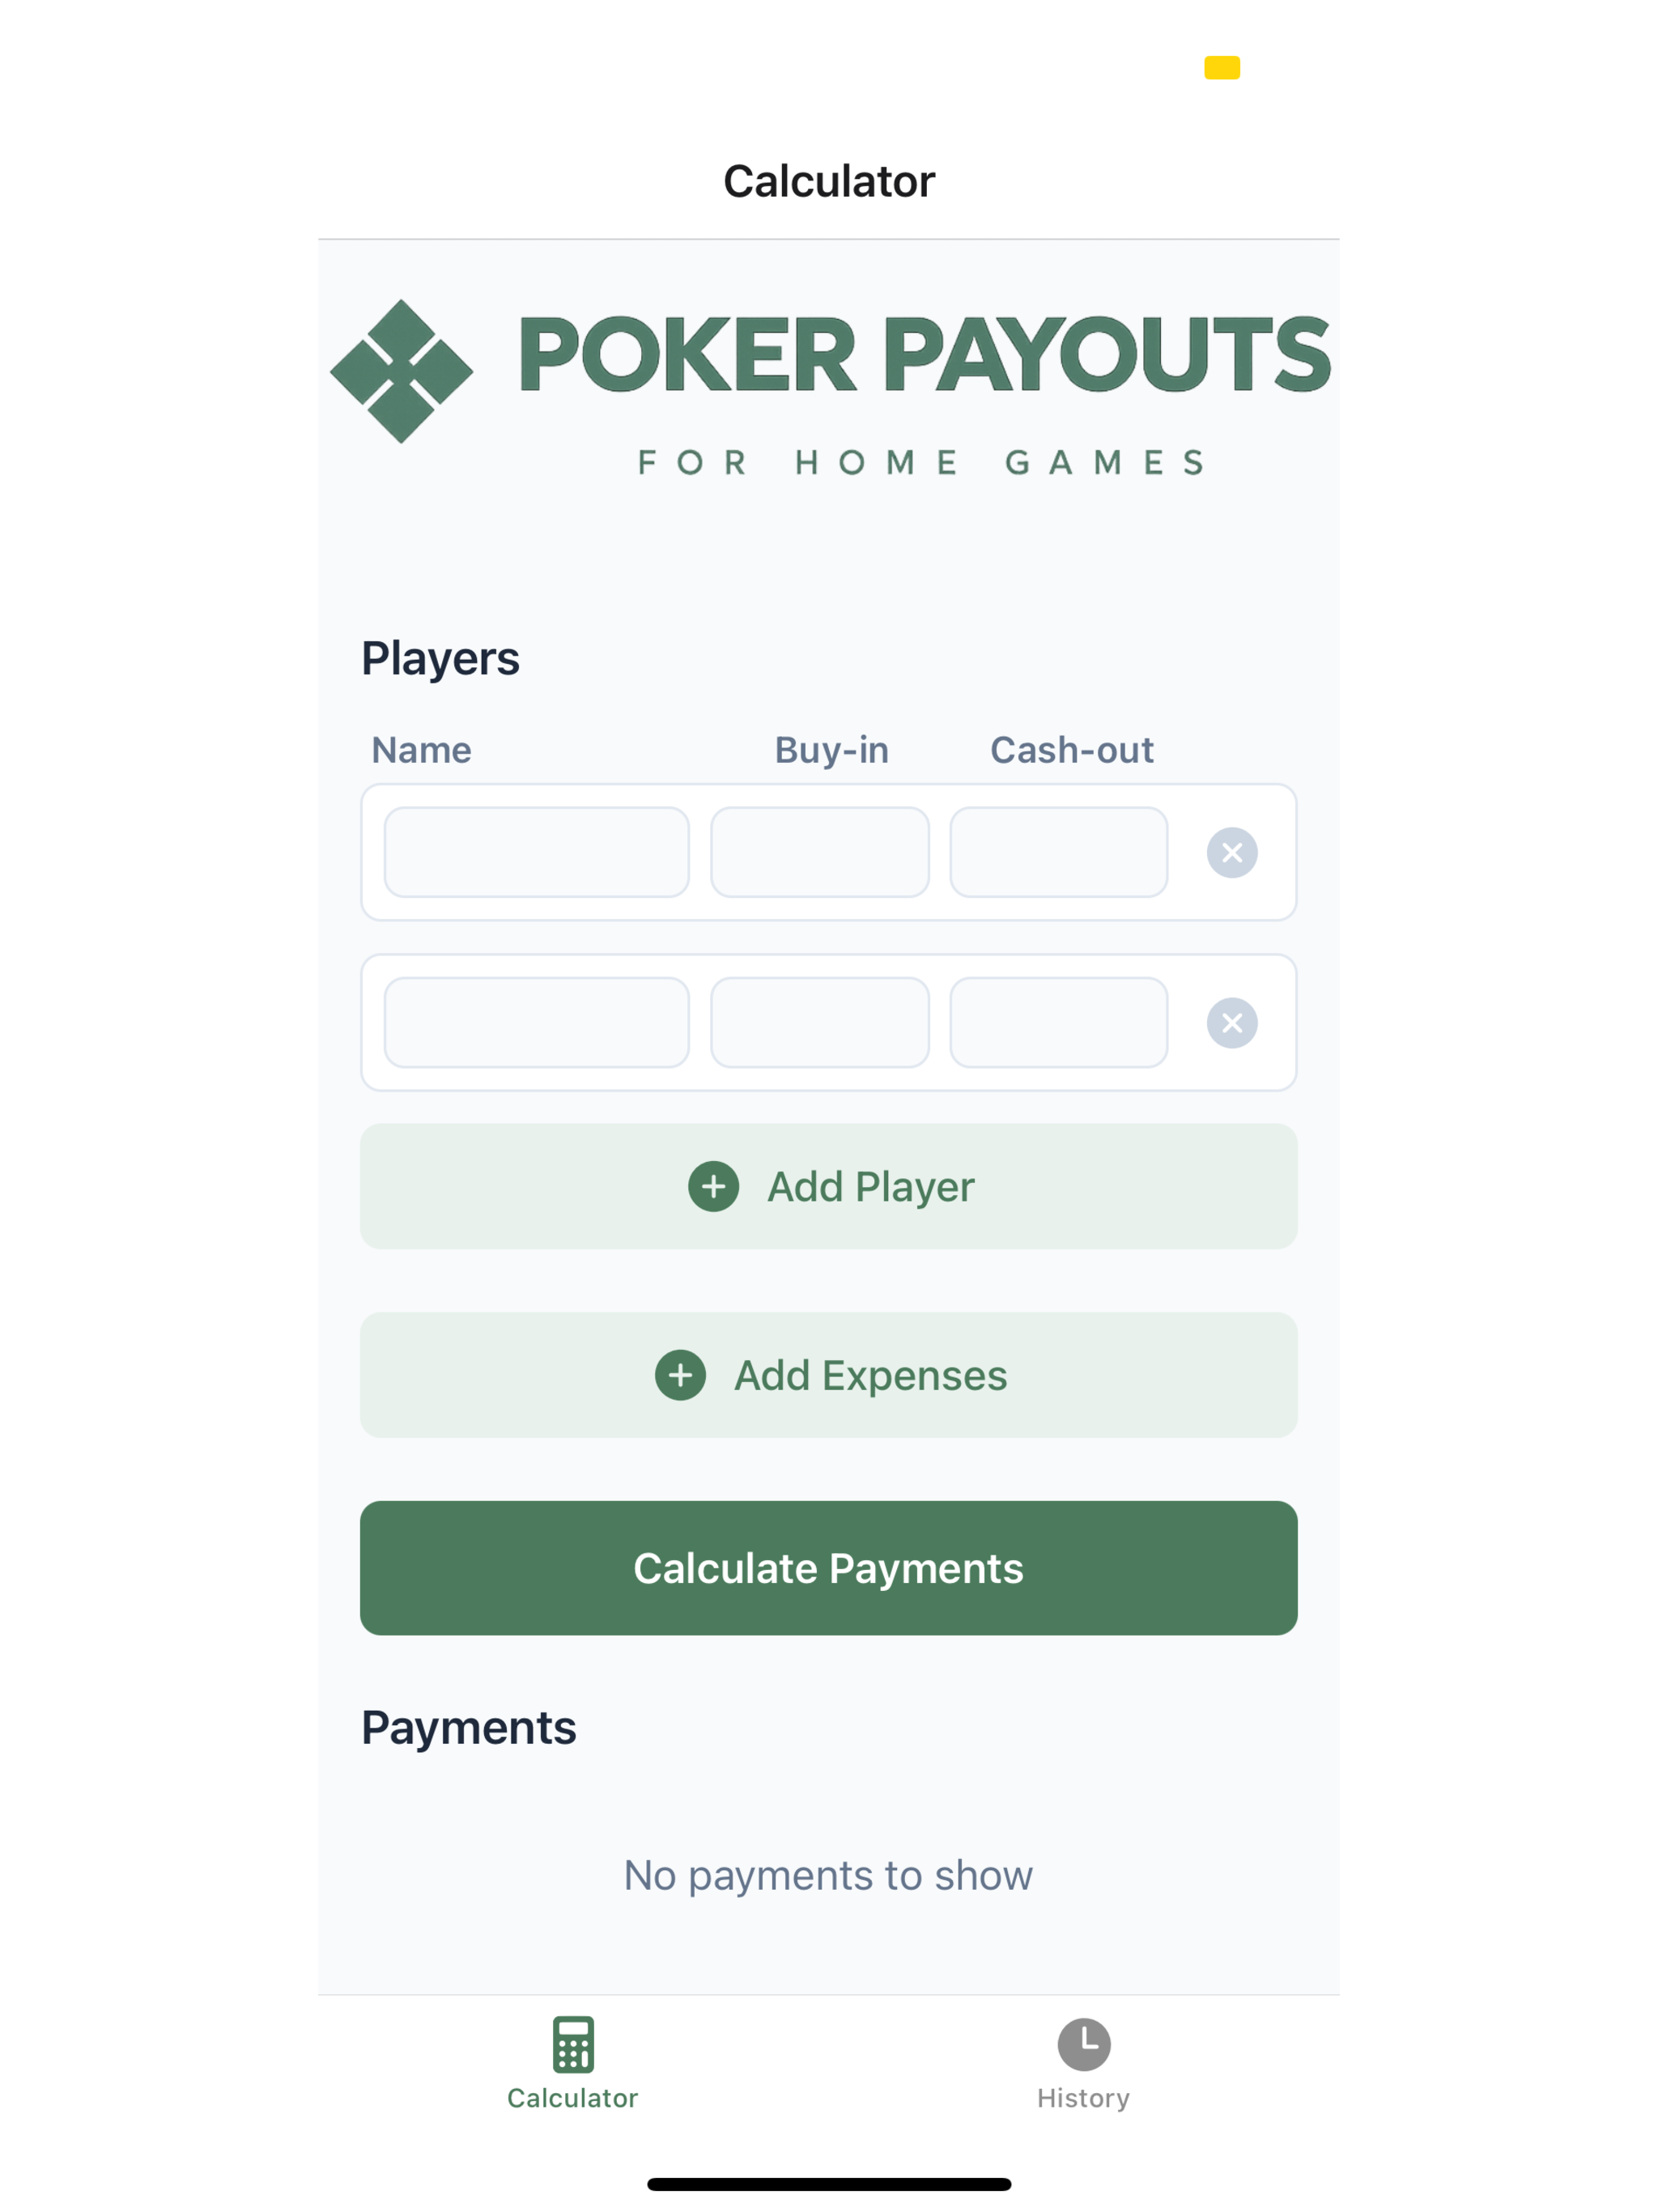 Calculator
POKER PAYOUTS
FOR HOME GAMES
Players
Name Buy-in Cash-out
Add Player
Add Expenses
Calculate Payments
Payments
No payments to show
Calculator History